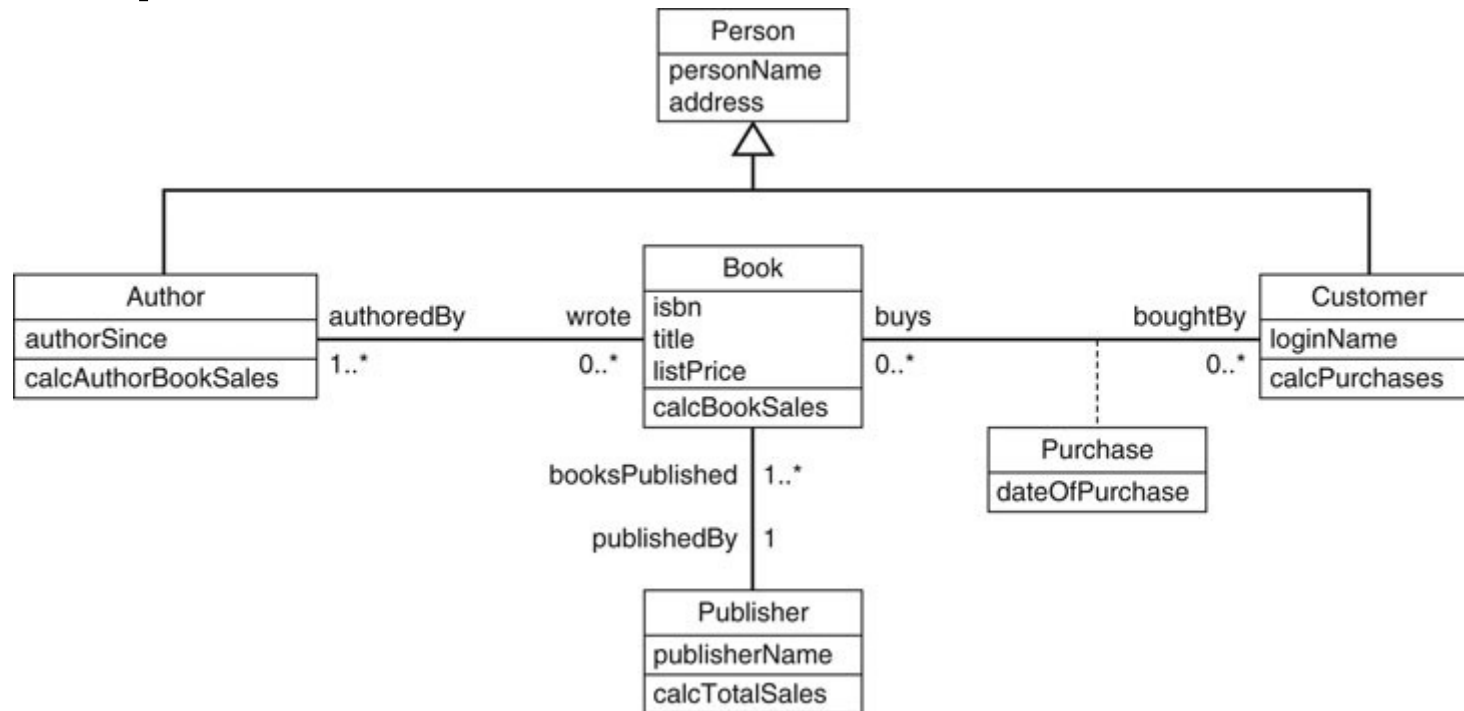 Person
personName
address
Author
authorSince
calcAuthorBookSales
authoredBy
1..*
wrote
0..*
Book
isbn
title
listPrice
calcBookSales
buys
0..*
boughtBy
0..*
Customer
loginName
calcPurchases
Purchase
dateOfPurchase
booksPublished
1..*
publishedBy
1
Publisher
publisherName
calcTotalSales